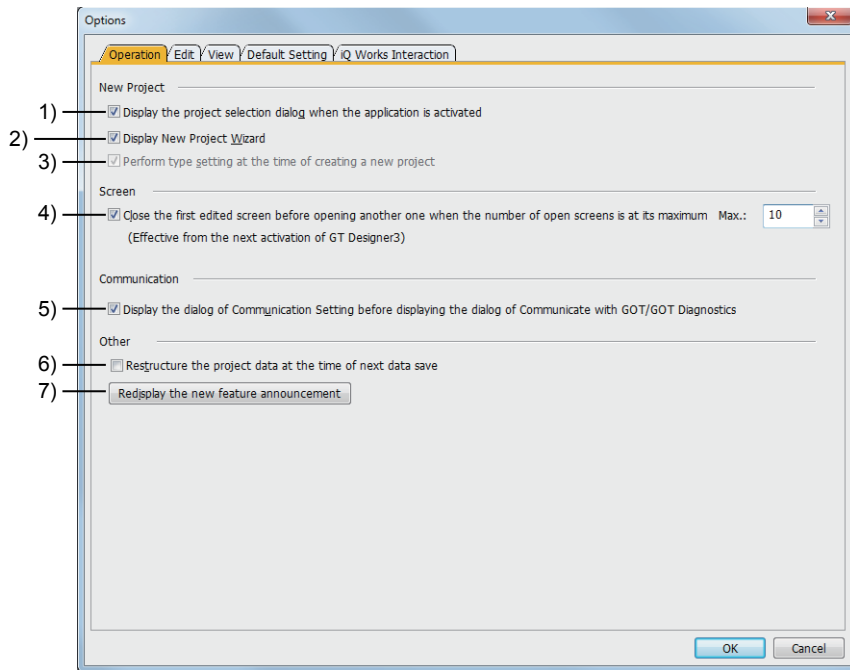 Options
Operation Edit View Default Setting iQ Works Interaction
New Project
1) Display the project selection dialog when the application is activated
2) Display New Project Wizard
3) Perform type setting at the time of creating a new project
Screen
4) Close the first edited screen before opening another one when the number of open screens is at its maximum Max.: 10
(Effective from the next activation of GT Designer3)
Communication
5) Display the dialog of Communication Setting before displaying the dialog of Communicate with GOT/GOT Diagnostics
Other
6) Restructure the project data at the time of next data save
7) Redisplay the new feature announcement
OK Cancel